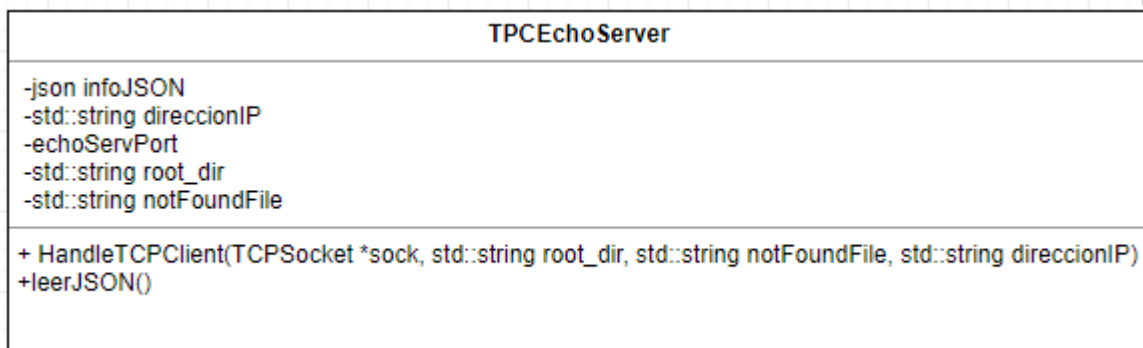 TPCEchoServer
-json infoJSON
-std::string direccionIP
-echoServPort
-std::string root_dir
-std::string notFoundFile
+ HandleTCPClient(TCPSocket *sock, std::string root_dir, std::string notFoundFile, std::string direccionIP)
+leerJSON()